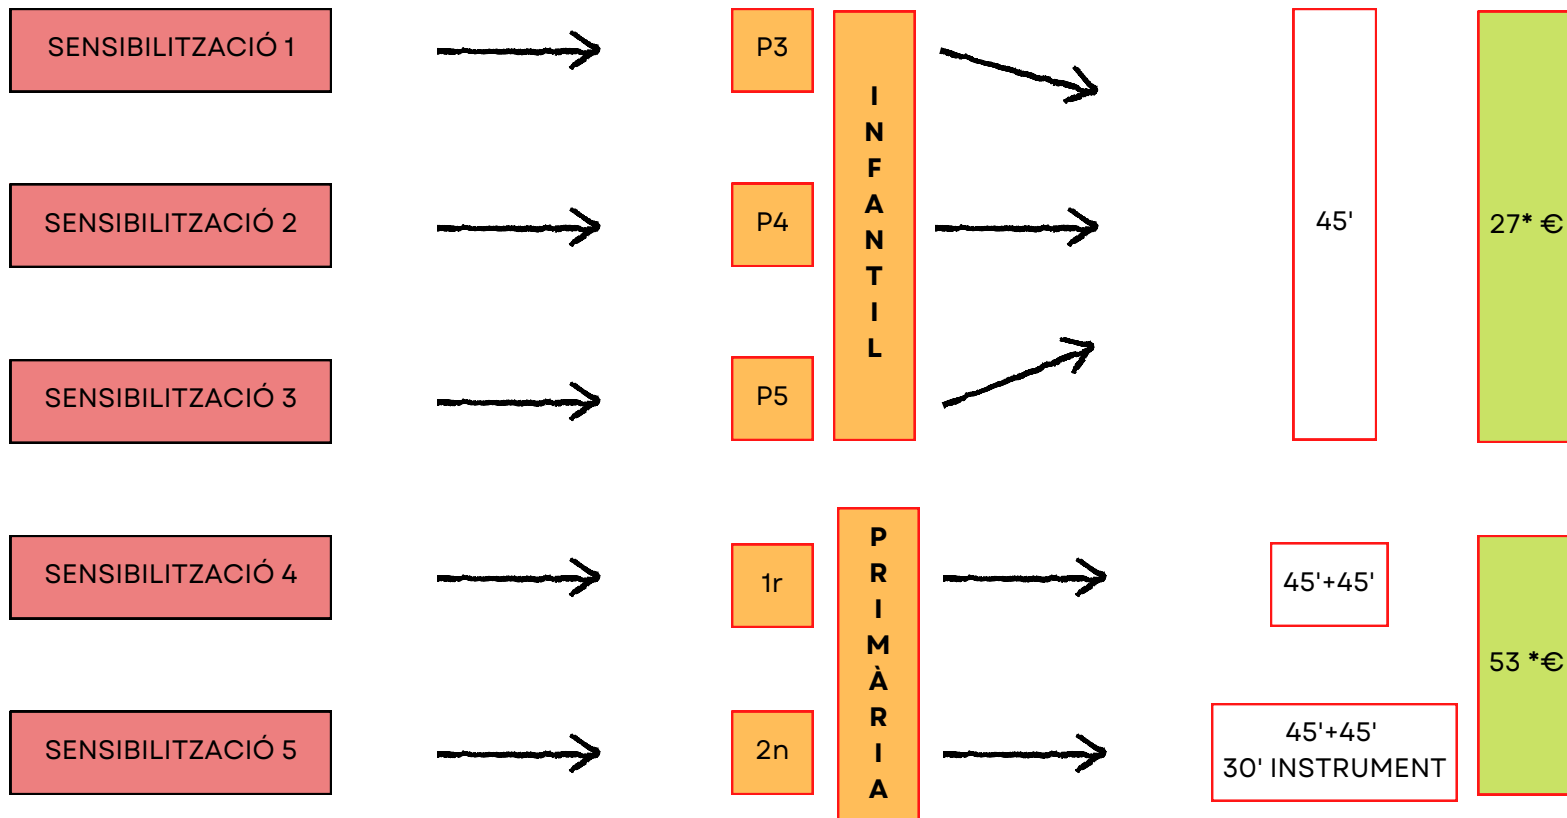 SENSIBILITZACIÓ 1
P3
INFANTIL
SENSIBILITZACIÓ 2
P4
45'
27* €
SENSIBILITZACIÓ 3
P5
SENSIBILITZACIÓ 4
1r
PRIMÀRIA
45'+45'
53 *€
SENSIBILITZACIÓ 5
2n
45'+45'
30' INSTRUMENT